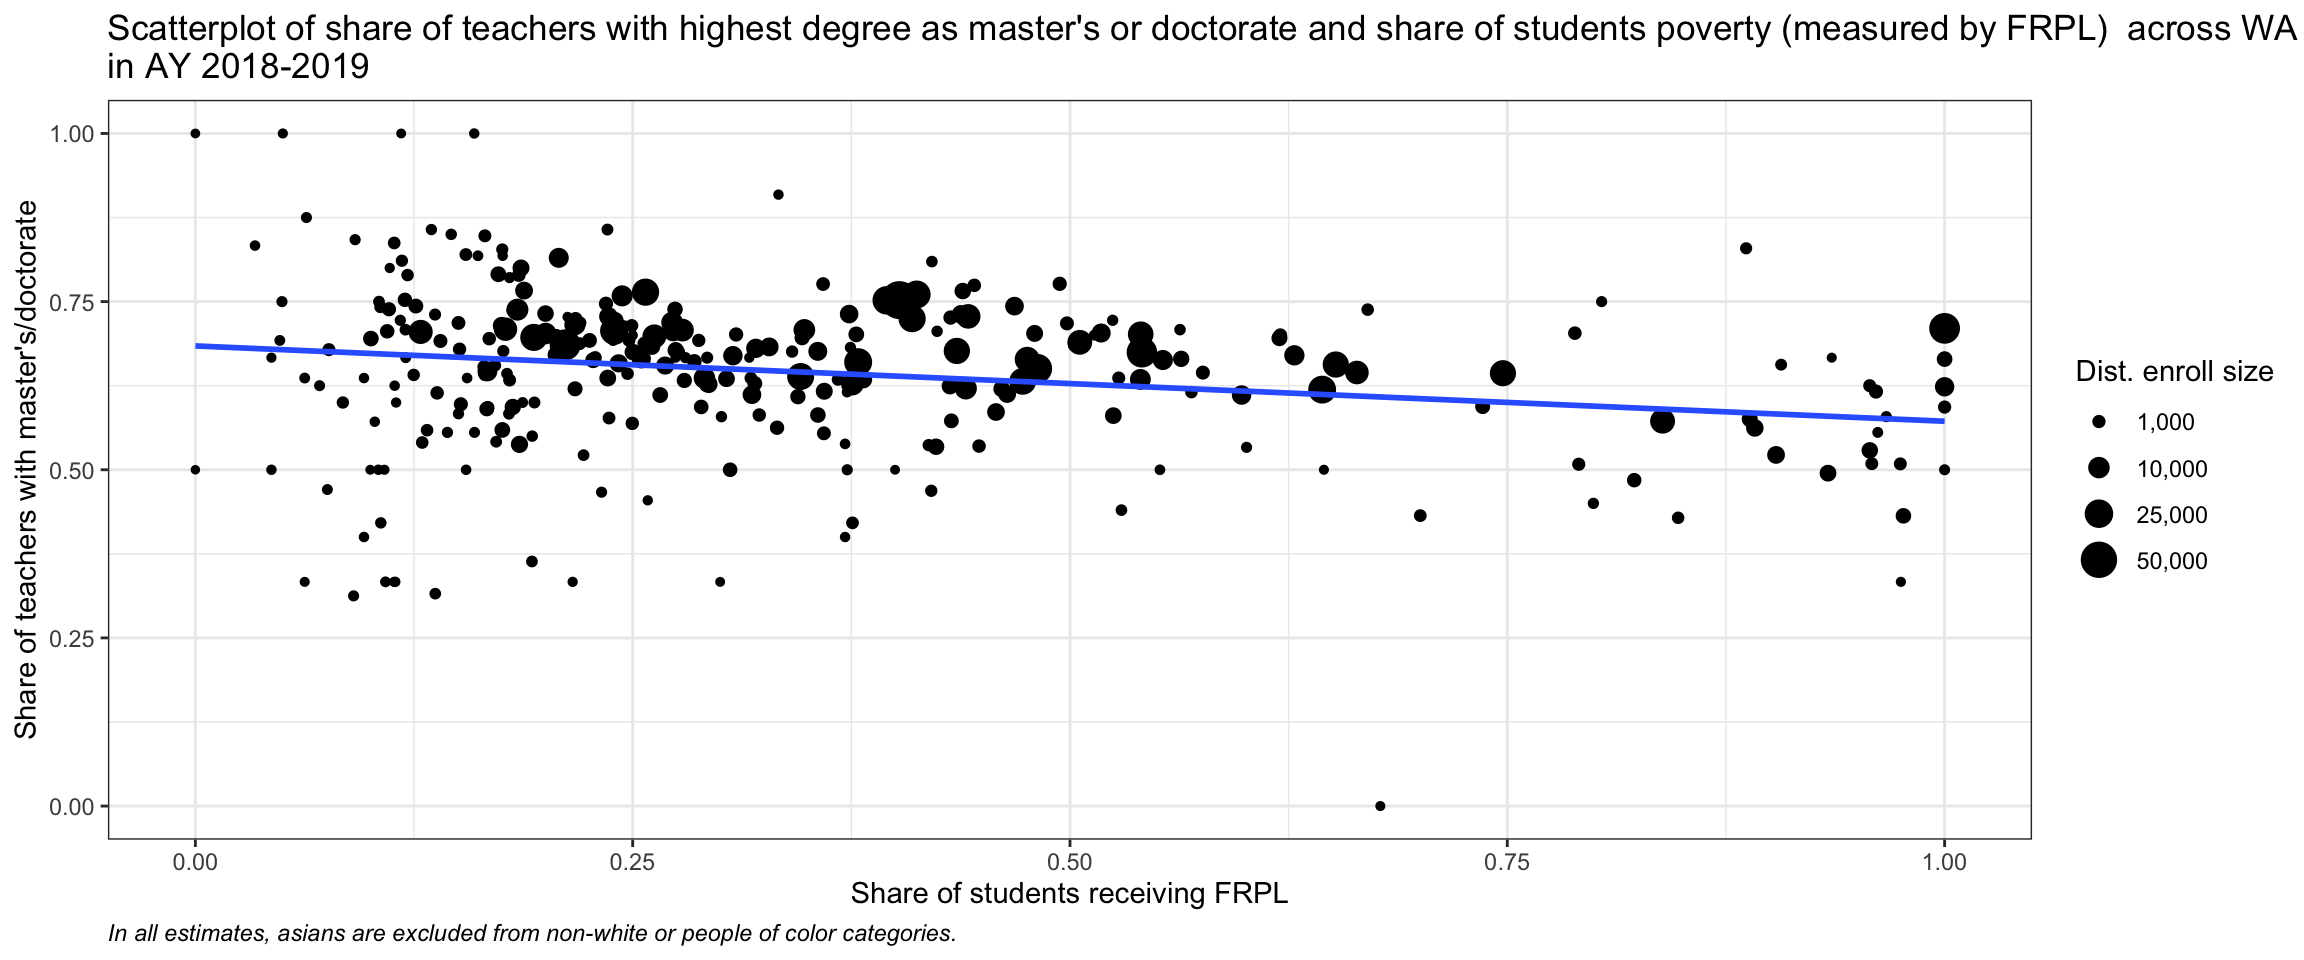 Scatterplot of share of teachers with highest degree as master's or doctorate and share of students poverty (measured by FRPL)  across WA
in AY 2018-2019
Share of teachers with master's/doctorate
1.00
0.75
0.50
0.25
0.00
0.00 0.25 0.50 0.75 1.00
Share of students receiving FRPL
Dist. enroll size
1,000
10,000
25,000
50,000
In all estimates, asians are excluded from non-white or people of color categories.